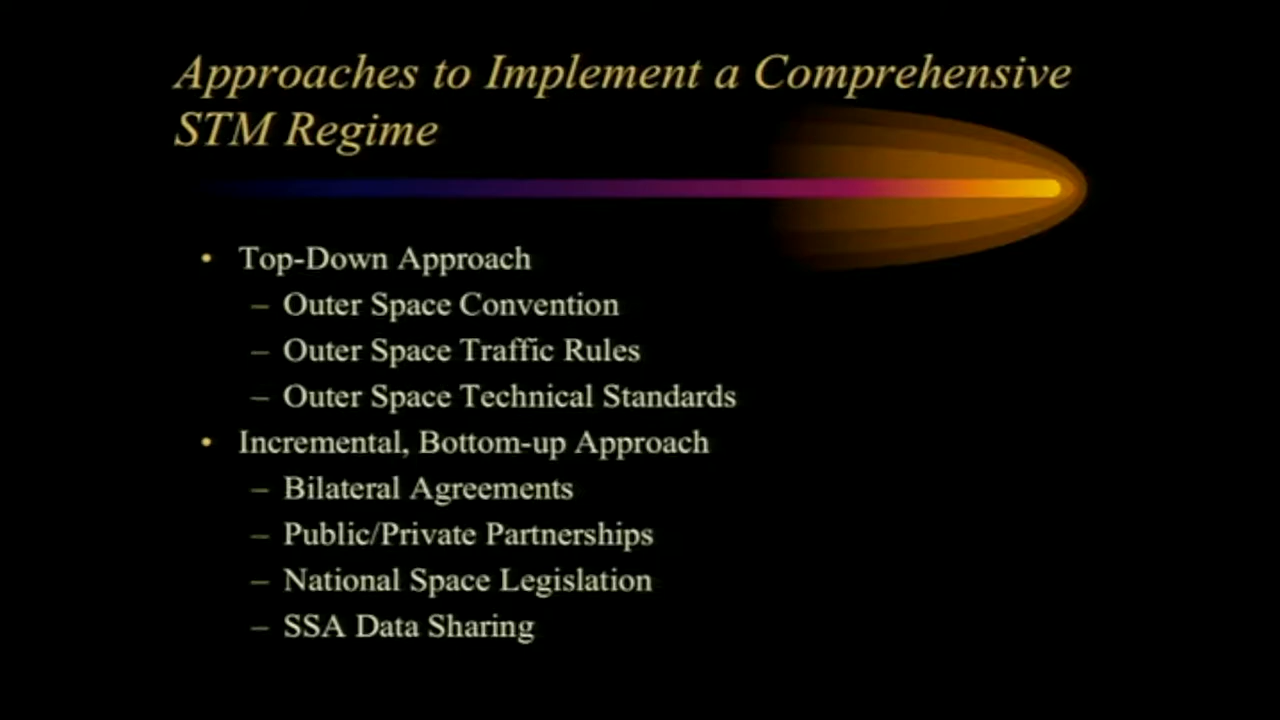 Approaches to Implement a Comprehensive
STM Regime
• Top-Down Approach
– Outer Space Convention
– Outer Space Traffic Rules
– Outer Space Technical Standards
• Incremental, Bottom-up Approach
– Bilateral Agreements
– Public/Private Partnerships
– National Space Legislation
– SSA Data Sharing